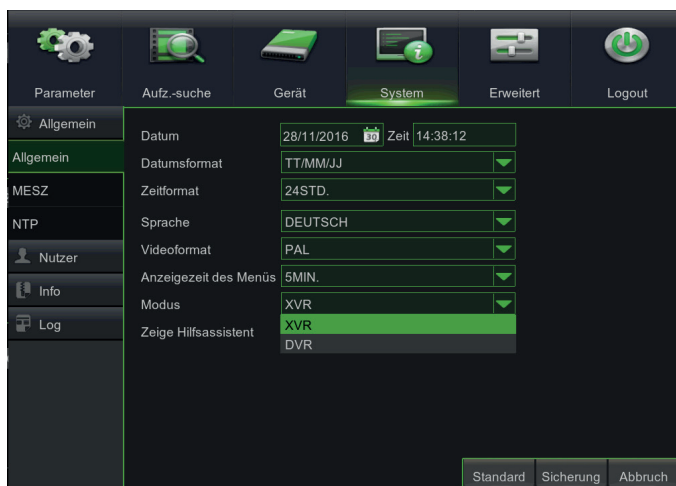 Parameter
Aufz.-suche
Gerät
System
Erweitert
Logout
Allgemein
Allgemein
MESZ
NTP
Nutzer
Info
Log
Datum 28/11/2016 30 Zeit 14:38:12
Datumsformat TT/MM/JJ
Zeitformat 24STD.
Sprache DEUTSCH
Videoformat PAL
Anzeigezeit des Menüs 5MIN.
Modus XVR
Zeige Hilfsassistent XVR
DVR
Standard Sicherung Abbruch